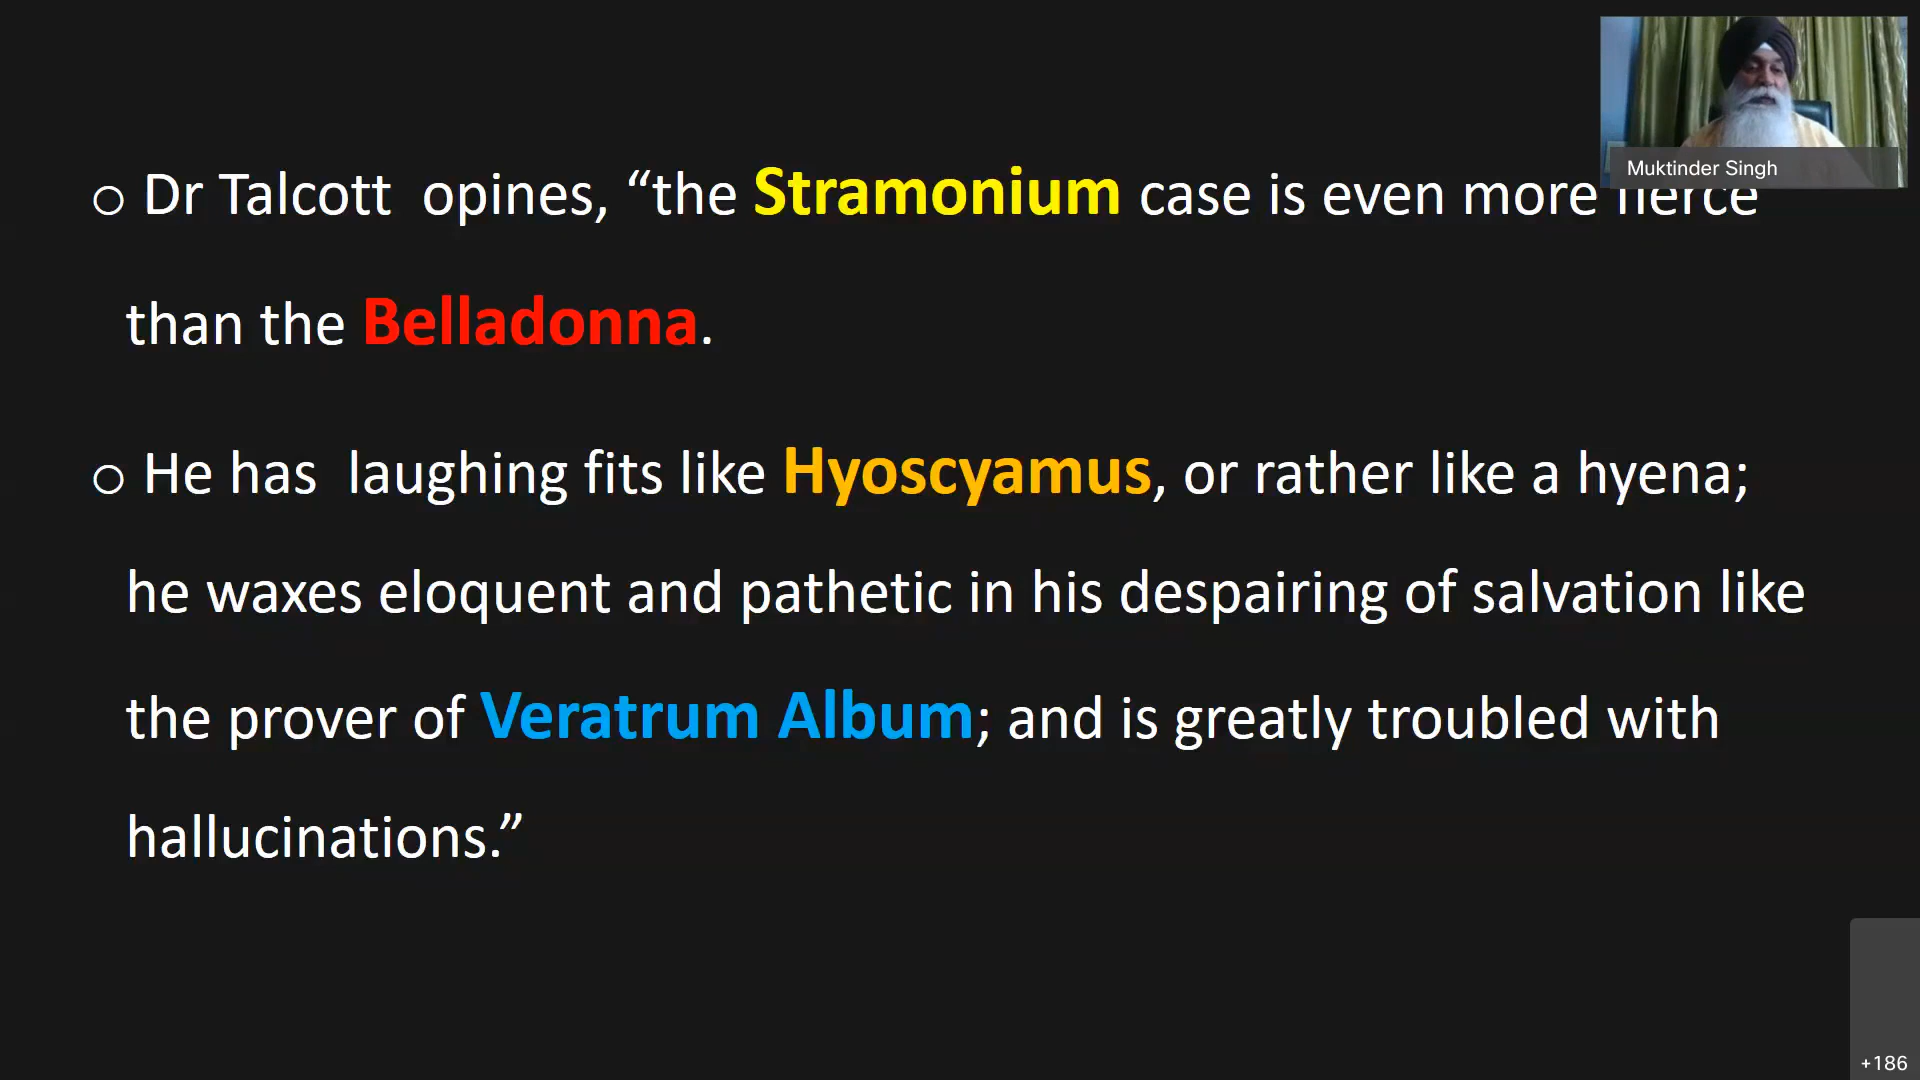 Muktinder Singh
o Dr Talcott opines, “the Stramonium case is even more fierce
than the Belladonna.
o He has laughing fits like Hyoscyamus, or rather like a hyena;
he waxes eloquent and pathetic in his despairing of salvation like
the prover of Veratrum Album; and is greatly troubled with
hallucinations.”
+186